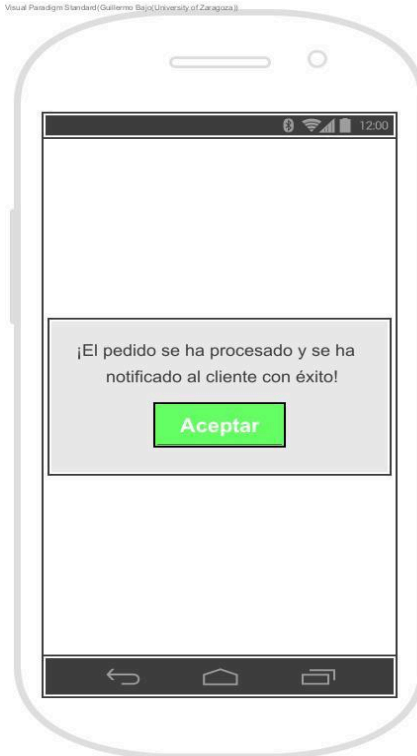 Visual Paradigm Standard(Guillermo Bajo(University of Zaragoza))
12:00
¡El pedido se ha procesado y se ha
notificado al cliente con éxito!
Aceptar